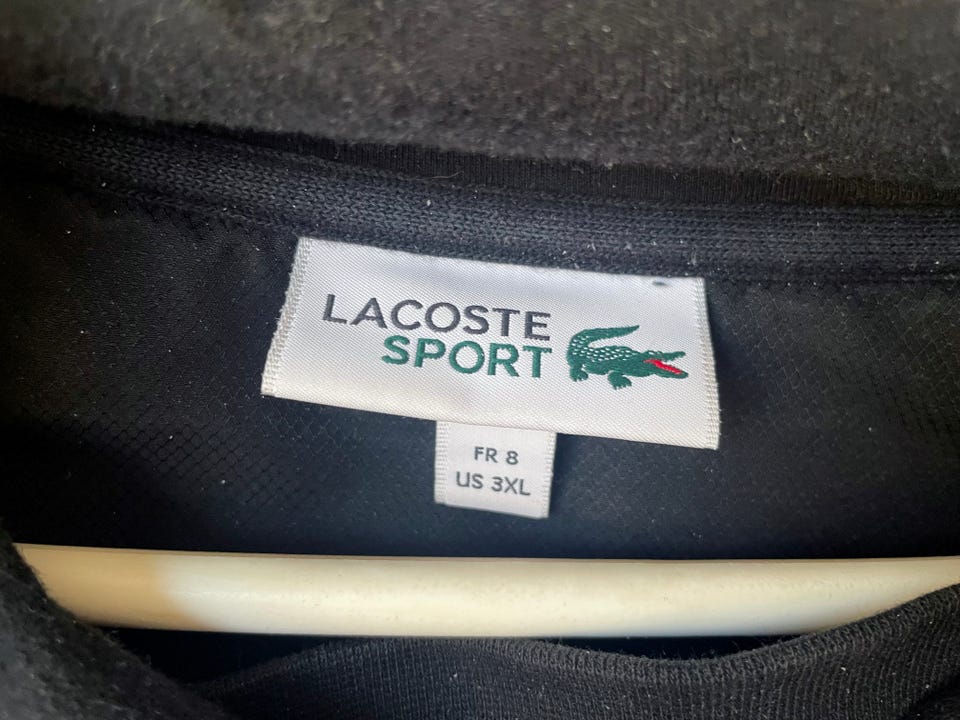 LACOSTE
SPORT
FR 8
US 3XL